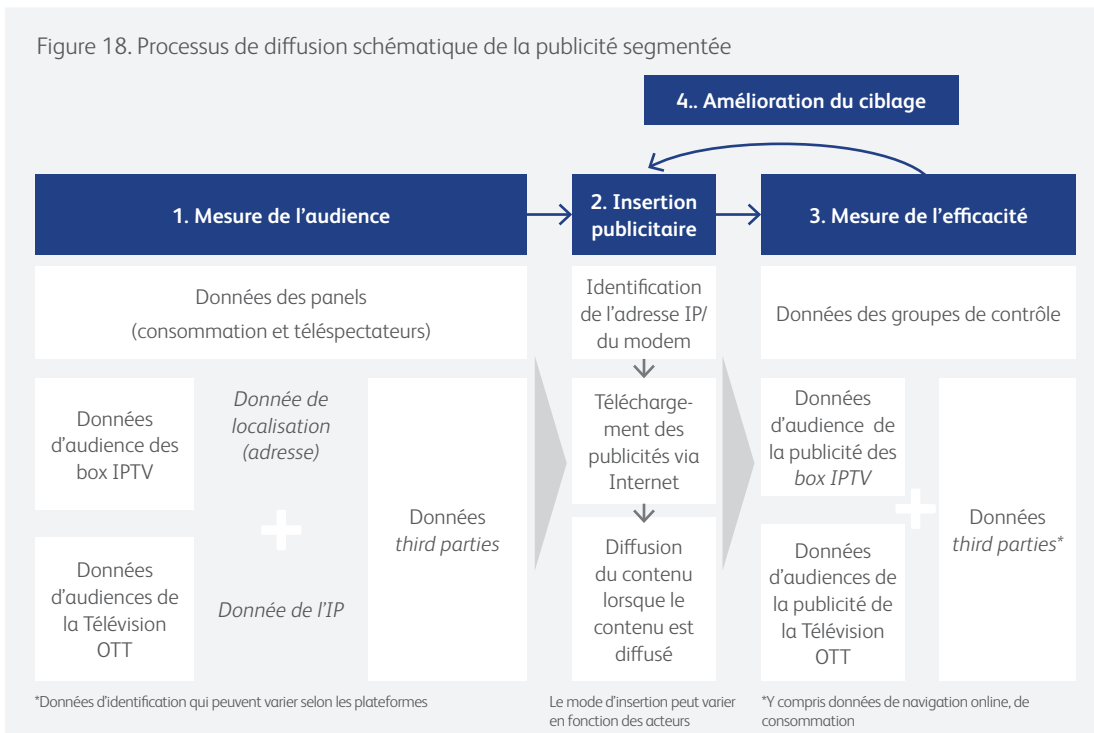 Figure 18. Processus de diffusion schématique de la publicité segmentée
4.. Amélioration du ciblage
1. Mesure de l'audience
2. Insertion
publicitaire
3. Mesure de l'efficacité
Données des panels
(consommation et téléspectateurs)
Données
d'audience des
box IPTV
Donnée de
localisation
(adresse)
Données
d'audiences de
la Télévision
OTT
Donnée de l'IP
Données
third parties
Identification
de l'adresse IP/
du modem
Télécharge-
ment des
publicités via
Internet
Diffusion
du contenu
lorsque le
contenu est
diffusé
Données des groupes de contrôle
Données
d'audience de
la publicité des
box IPTV
Données
d'audiences de
la publicité de
la Télévision
OTT
Données
third parties*
*Données d'identification qui peuvent varier selon les plateformes
Le mode d'insertion peut varier
en fonction des acteurs
*Y compris données de navigation online, de
consommation